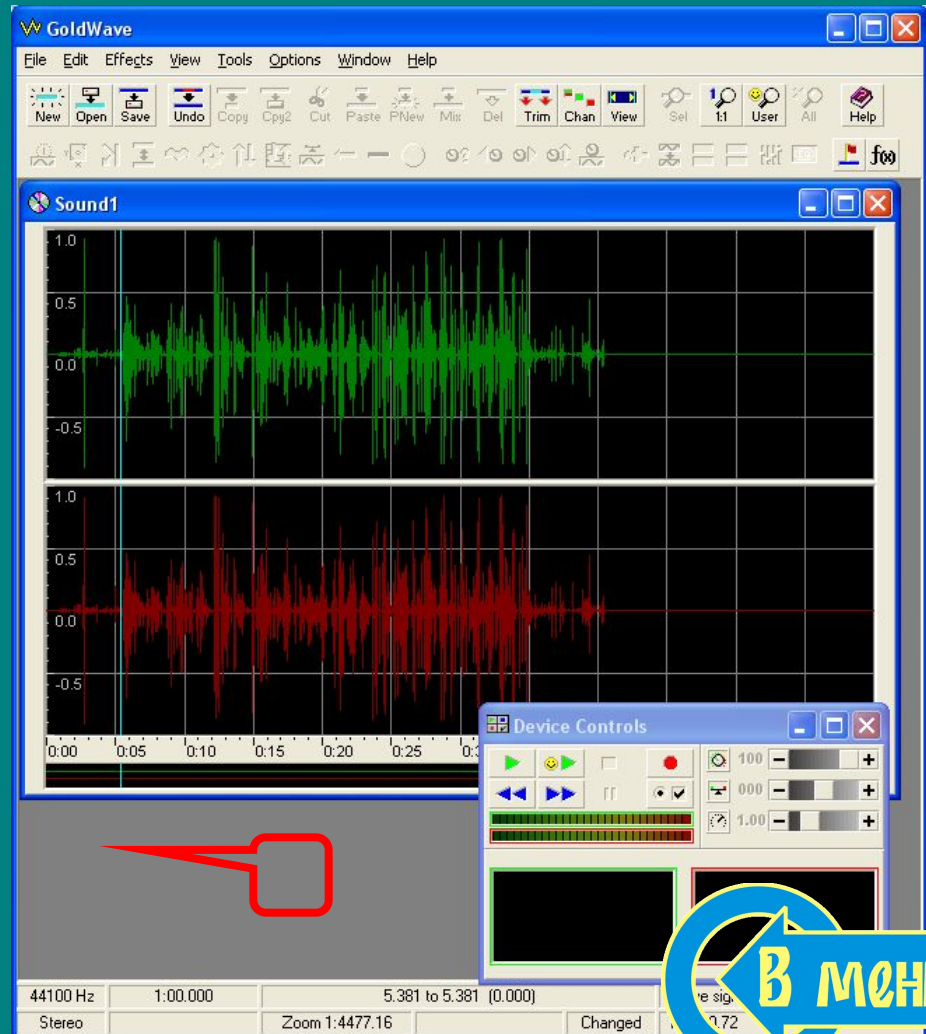 GoldWave
File Edit Effects View Tools Options Window Help
New Open Save Undo Copy Cpy2 Cut Paste PNew Mix Del Trim Chan View Sel 1:1 User All Help
f(x)
Sound1
1.0
0.5
0.0
-0.5
1.0
0.5
0.0
-0.5
0:00 0:05 0:10 0:15 0:20 0:25
Device Controls
100
000
1.00
44100 Hz 1:00.000 5.381 to 5.381 (0.000)
Stereo Zoom 1:4477.16 Changed
В мен